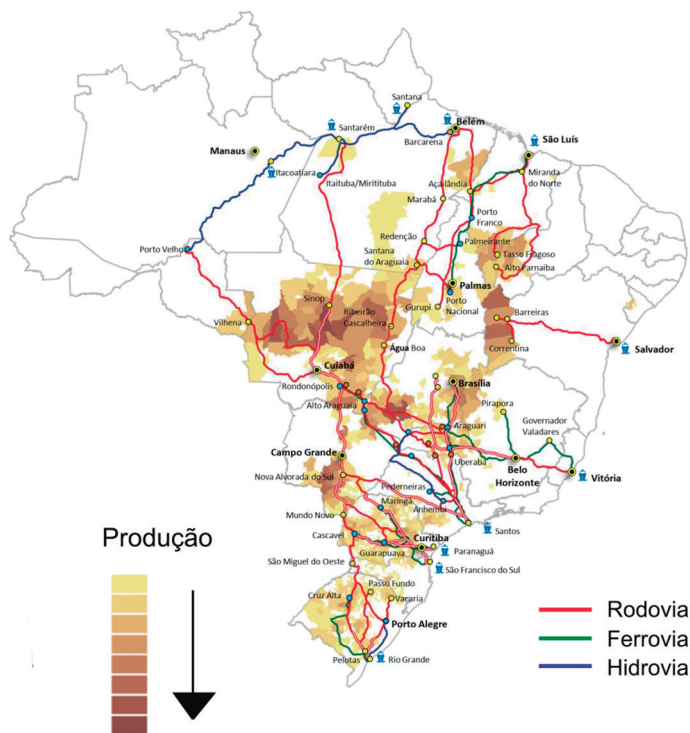 Santana
Santarém
Belém
Barcarena
São Luís
Manaus
Itacoatiara
Itaituba/Miritituba
Miranda
do Norte
Açailândia
Marabá
Porto
Franco
Porto Velho
Redenção
Palmeirante
Santana
do Araguaia
Tasso Fragoso
Alto Parnaíba
Palmas
Sinop
Ribeirão
Cascalheira
Gurupi
Porto
Nacional
Barreiras
Vilhena
Água Boa
Correntina
Salvador
Cuiabá
Rondonópolis
Brasília
Alto Araguaia
Pirapora
Araguari
Governador
Valadares
Campo Grande
Uberaba
Belo
Horizonte
Vitória
Nova Alvorada do Sul
Pederneiras
Maringá
Anhembi
Mundo Novo
Santos
Cascavel
Curitiba
Guarapuava
Paranaguá
São Miguel do Oeste
São Francisco do Sul
Passo Fundo
Cruz Alta
Vacaria
Porto Alegre
Pelotas
Rio Grande
Produção
Rodovia
Ferrovia
Hidrovia